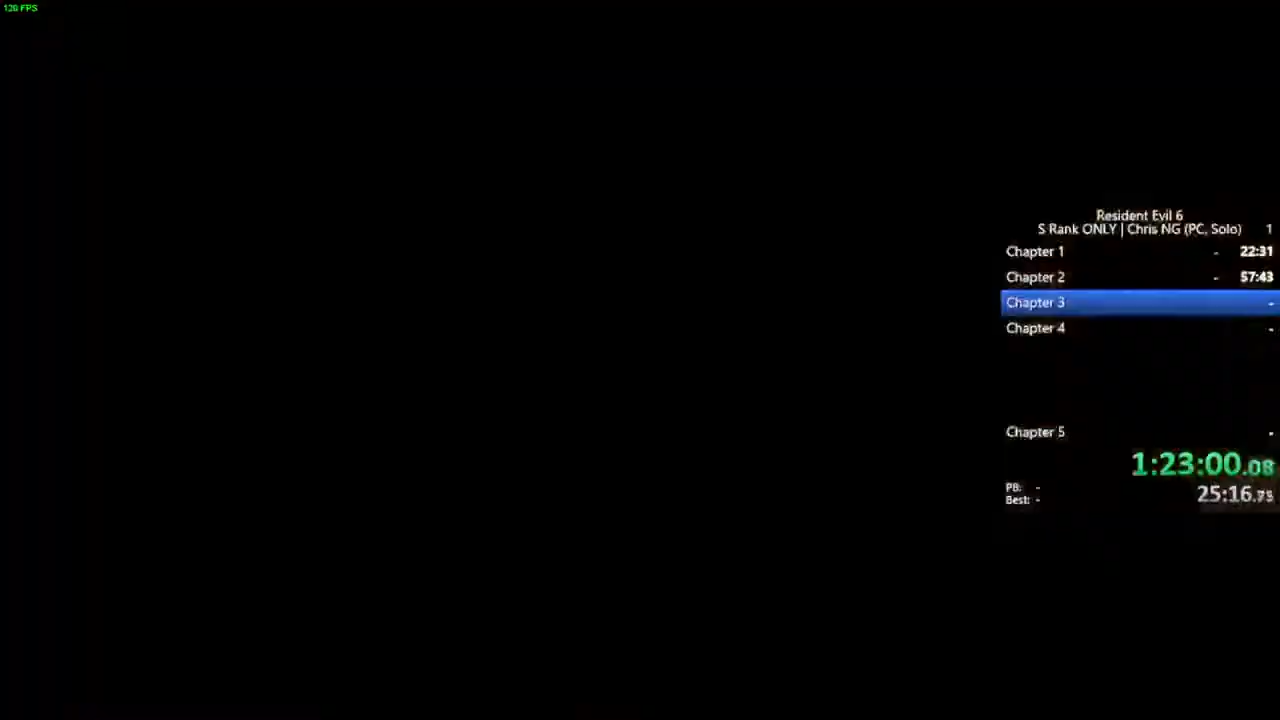 120 FPS
Resident Evil 6
S Rank ONLY | Chris NG (PC, Solo) 1
Chapter 1 - 22:31
Chapter 2 - 57:43
Chapter 3 -
Chapter 4 -
Chapter 5 -
1:23:00.08
PB: - 25:16.75
Best: -